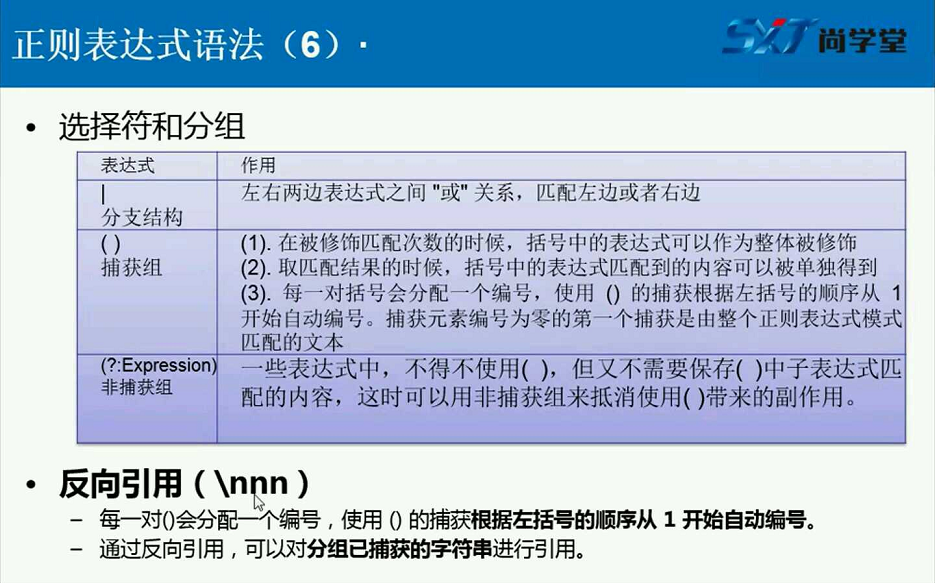 正则表达式语法（6）·
SXT 尚学堂
• 选择符和分组
表达式 作用
| 左右两边表达式之间 "或" 关系，匹配左边或者右边
分支结构
( ) (1). 在被修饰匹配次数的时候，括号中的表达式可以作为整体被修饰
捕获组 (2). 取匹配结果的时候，括号中的表达式匹配到的内容可以被单独得到
(3). 每一对括号会分配一个编号，使用 () 的捕获根据左括号的顺序从 1
开始自动编号。捕获元素编号为零的第一个捕获是由整个正则表达式模式
匹配的文本
(?:Expression) 一些表达式中，不得不使用( )，但又不需要保存( )中子表达式匹
非捕获组 配的内容，这时可以用非捕获组来抵消使用( )带来的副作用。
• 反向引用（\nnn）
– 每一对()会分配一个编号，使用 () 的捕获根据左括号的顺序从 1 开始自动编号。
– 通过反向引用，可以对分组已捕获的字符串进行引用。